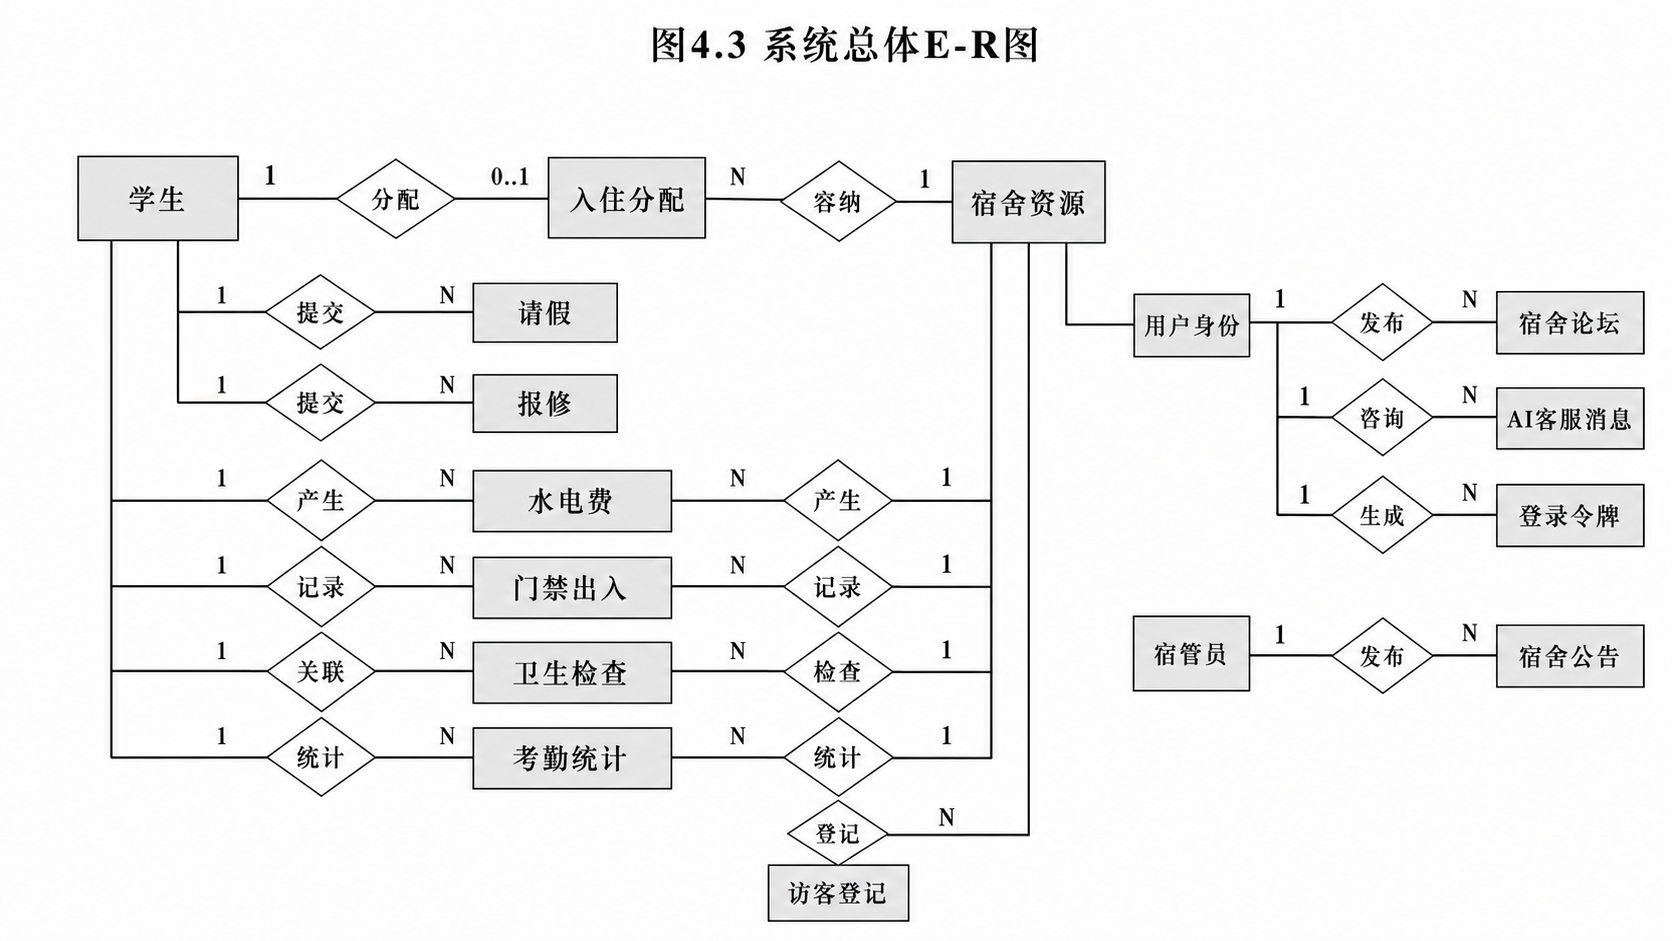 图4.3 系统总体E-R图
学生
1
分配
0..1
入住分配
N
容纳
1
宿舍资源
1
提交
N
请假
1
提交
N
报修
1
产生
N
水电费
N
产生
1
1
记录
N
门禁出入
N
记录
1
1
关联
N
卫生检查
N
检查
1
1
统计
N
考勤统计
N
统计
1
登记
N
访客登记
用户身份
1
发布
N
宿舍论坛
1
咨询
N
AI客服消息
1
生成
N
登录令牌
宿管员
1
发布
N
宿舍公告